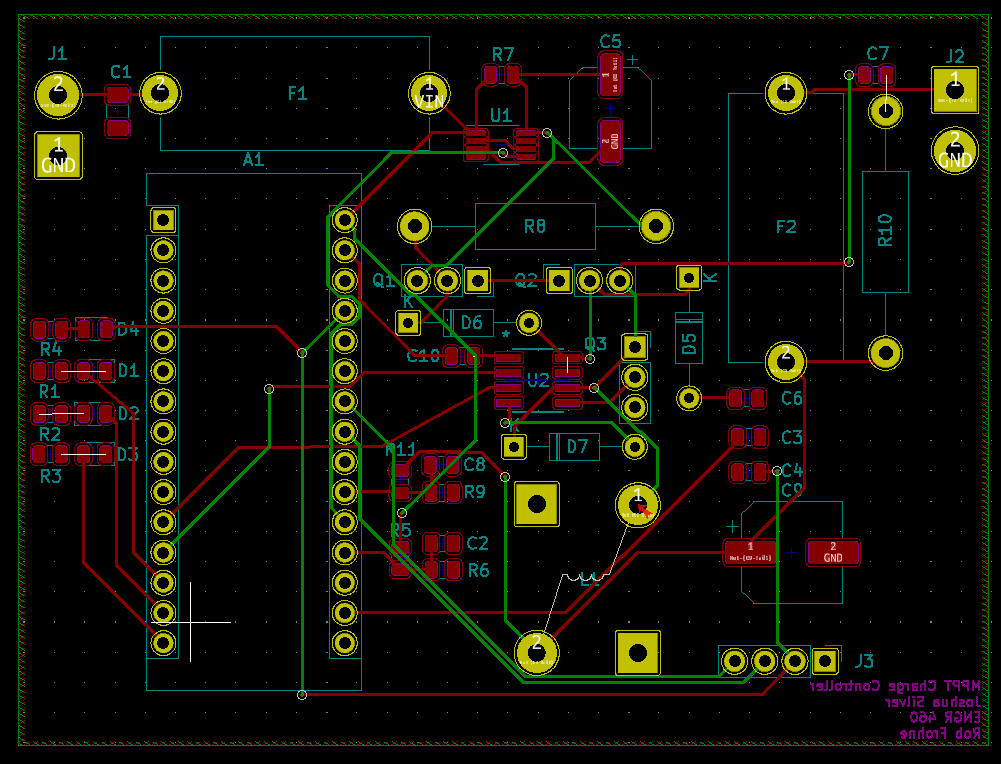 J1
C1
2
2
F1
1
VIN
R7
C5
1
C7
J2
1
1
GND
U1
2
GND
2
GND
A1
R8
F2
R10
Q1
Q2
K
K
D6
D5
D4
R4
C10
U2
Q3
2
D1
R1
C6
D2
R2
K
D7
C3
D3
R3
R11
C8
C4
C9
R9
1
R5
C2
1
2
GND
R6
L1
2
J3
MPPT Charge Controller
Joshua Silver
ENGR 460
Rob Frohne